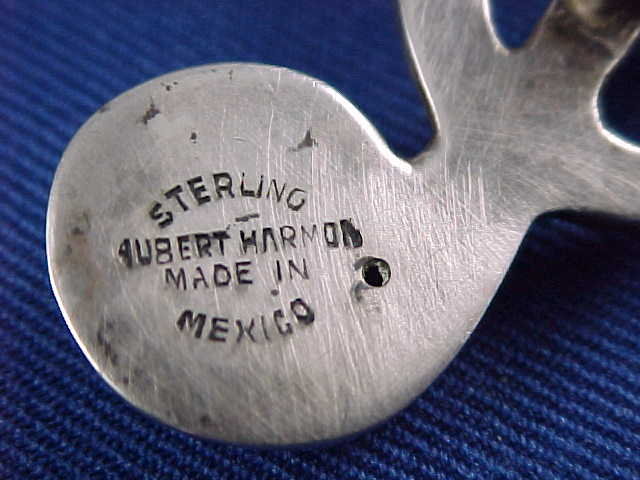 STERLING
HUBERT HARMON
MADE IN
MEXICO